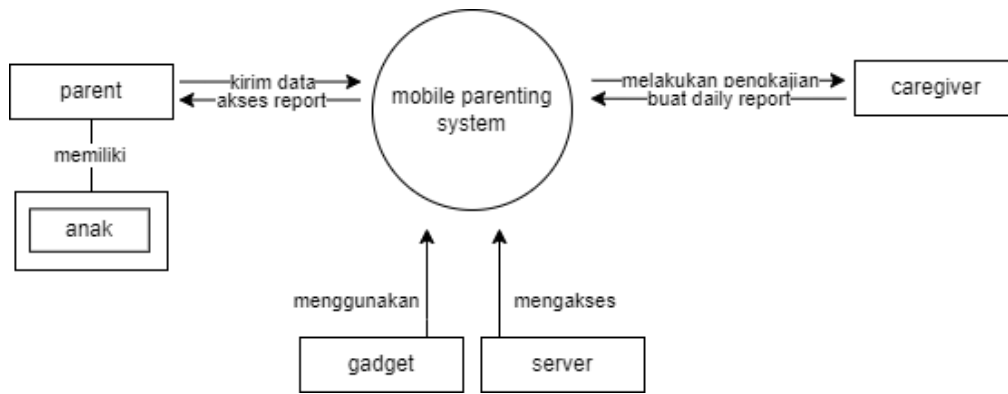 parent
kirim data
akses report
mobile parenting
system
melakukan pengkajian
buat daily report
caregiver
memiliki
anak
menggunakan
mengakses
gadget
server